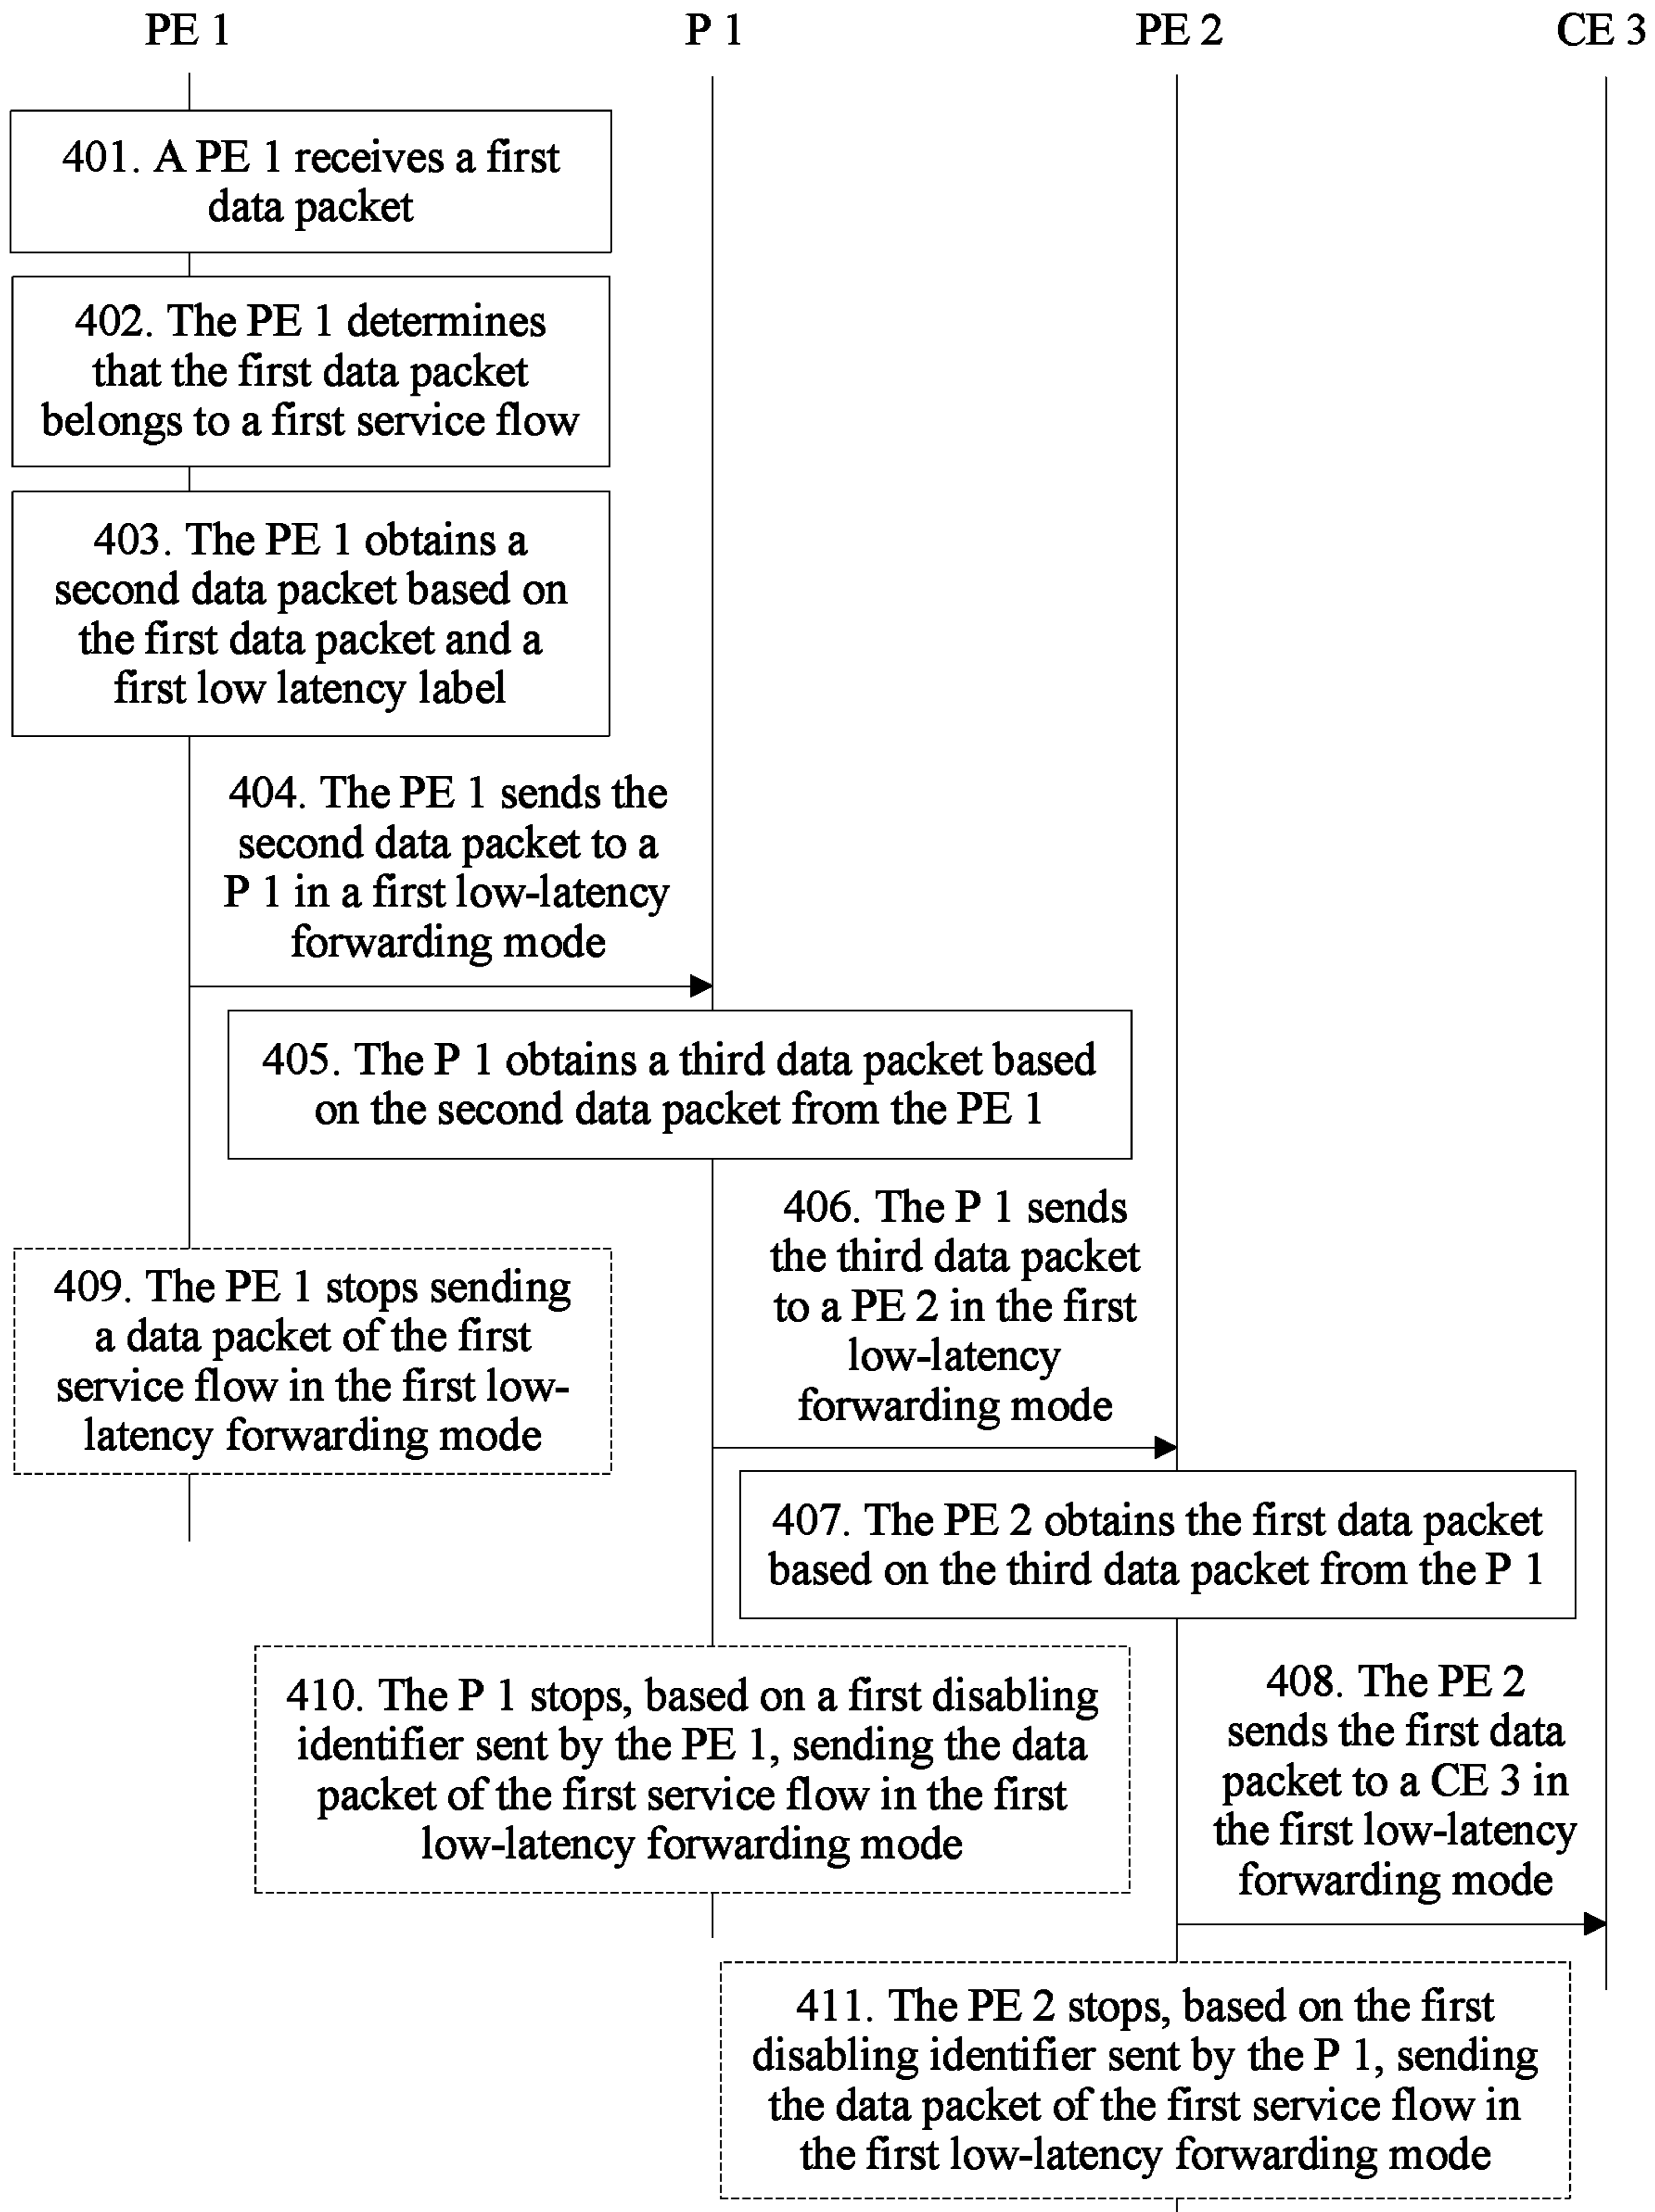 PE 1
P 1
PE 2
CE 3
401. A PE 1 receives a first
data packet
402. The PE 1 determines
that the first data packet
belongs to a first service flow
403. The PE 1 obtains a
second data packet based on
the first data packet and a
first low latency label
404. The PE 1 sends the
second data packet to a
P 1 in a first low-latency
forwarding mode
405. The P 1 obtains a third data packet based
on the second data packet from the PE 1
406. The P 1 sends
the third data packet
to a PE 2 in the first
low-latency
forwarding mode
409. The PE 1 stops sending
a data packet of the first
service flow in the first low-
latency forwarding mode
407. The PE 2 obtains the first data packet
based on the third data packet from the P 1
410. The P 1 stops, based on a first disabling
identifier sent by the PE 1, sending the data
packet of the first service flow in the first
low-latency forwarding mode
408. The PE 2
sends the first data
packet to a CE 3 in
the first low-latency
forwarding mode
411. The PE 2 stops, based on the first
disabling identifier sent by the P 1, sending
the data packet of the first service flow in
the first low-latency forwarding mode